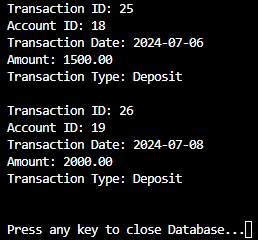 Transaction ID: 25
Account ID: 18
Transaction Date: 2024-07-06
Amount: 1500.00
Transaction Type: Deposit

Transaction ID: 26
Account ID: 19
Transaction Date: 2024-07-08
Amount: 2000.00
Transaction Type: Deposit

Press any key to close Database...